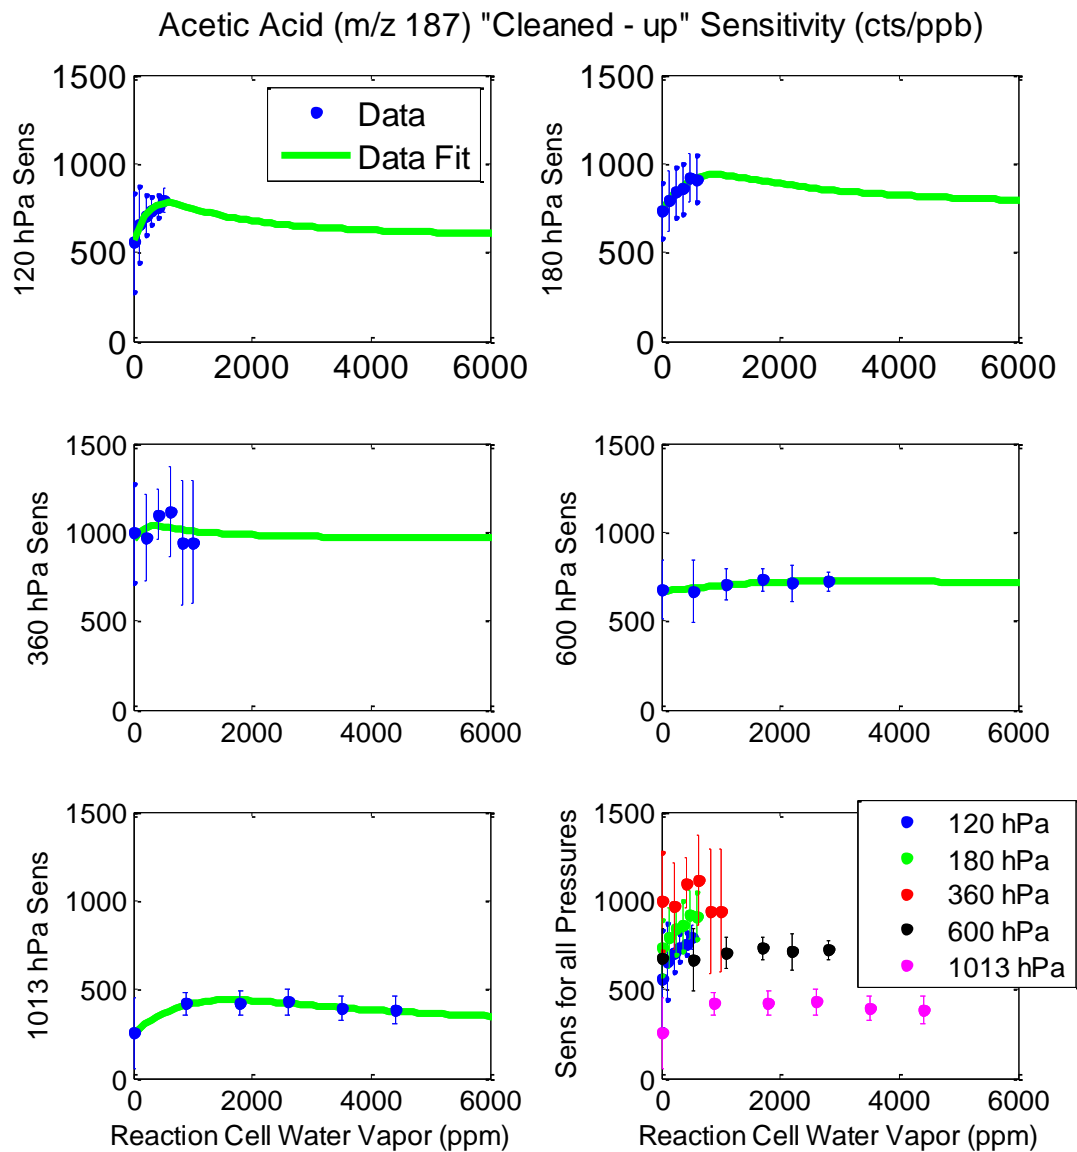 Acetic Acid (m/z 187) "Cleaned - up" Sensitivity (cts/ppb)
120 hPa Sens
1500
1000
500
0
0 2000 4000 6000
Data
Data Fit
180 hPa Sens
1500
1000
500
0
0 2000 4000 6000
360 hPa Sens
1500
1000
500
0
0 2000 4000 6000
600 hPa Sens
1500
1000
500
0
0 2000 4000 6000
1013 hPa Sens
1500
1000
500
0
0 2000 4000 6000
Reaction Cell Water Vapor (ppm)
Sens for all Pressures
1500
1000
500
0
0 2000 4000 6000
Reaction Cell Water Vapor (ppm)
120 hPa
180 hPa
360 hPa
600 hPa
1013 hPa